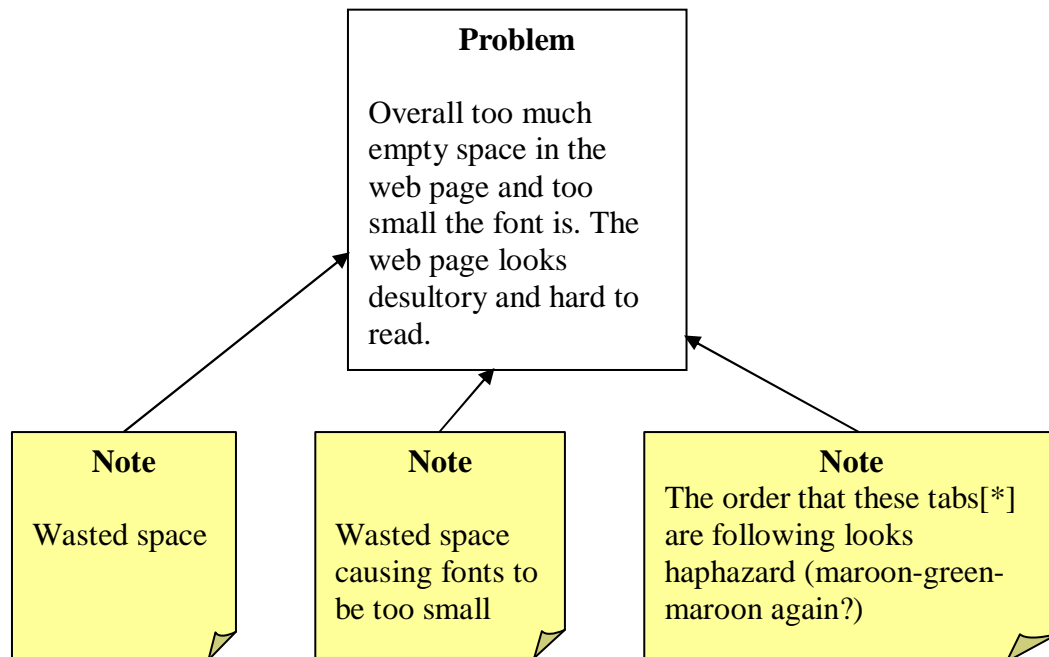 Problem
Overall too much
empty space in the
web page and too
small the font is. The
web page looks
desultory and hard to
read.
Note
Wasted space
Note
Wasted space
causing fonts to
be too small
Note
The order that these tabs[*]
are following looks
haphazard (maroon-green-
maroon again?)